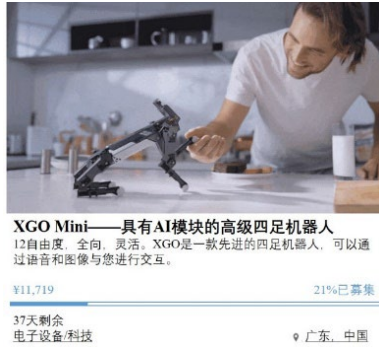 XGO Mini——具有AI模块的高级四足机器人
12自由度，全向，灵活。XGO是一款先进的四足机器人，可以通
过语音和图像与您进行交互。
¥11,719 21%已募集
37天剩余
电子设备/科技 广东，中国